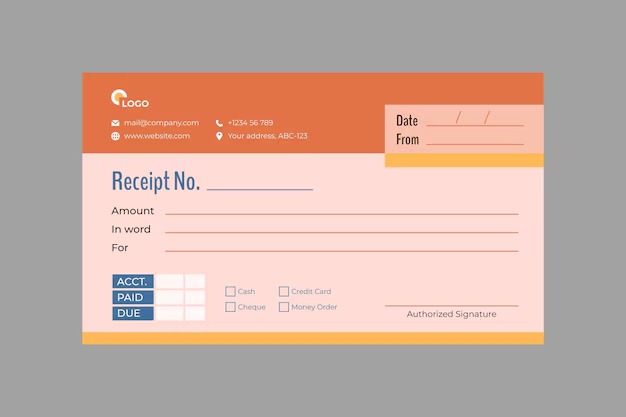 LOGO
mail@company.com +1234 56 789
www.website.com Your address, ABC-123
Date / /
From
Receipt No.
Amount
In word
For
ACCT.
PAID
DUE
Cash Credit Card
Cheque Money Order
Authorized Signature